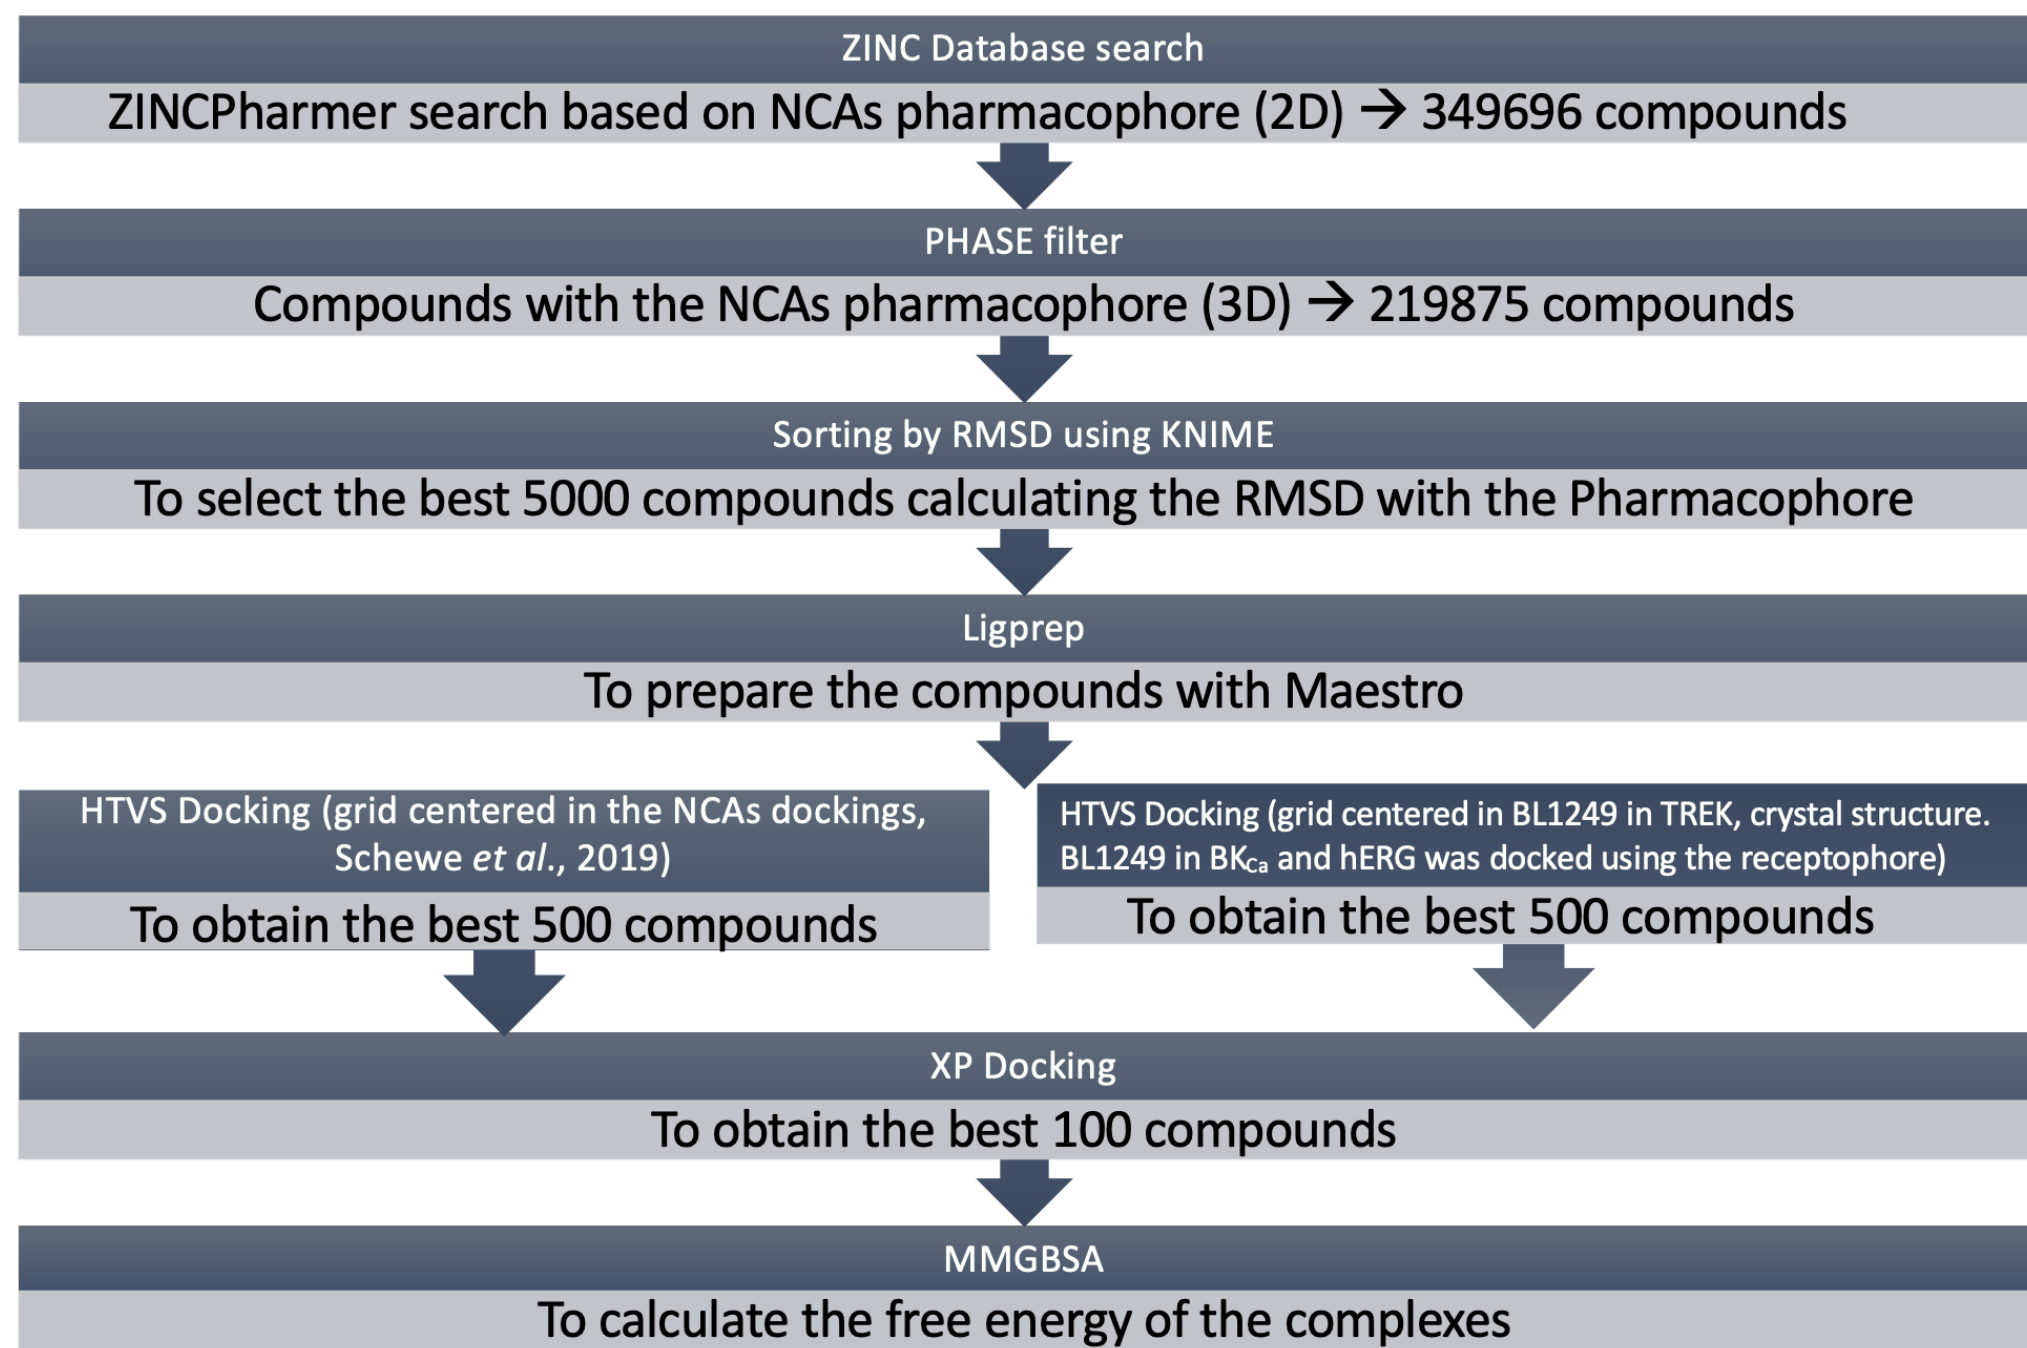 ZINC Database search
ZINCPharmer search based on NCAs pharmacophore (2D) → 349696 compounds
PHASE filter
Compounds with the NCAs pharmacophore (3D) → 219875 compounds
Sorting by RMSD using KNIME
To select the best 5000 compounds calculating the RMSD with the Pharmacophore
Ligprep
To prepare the compounds with Maestro
HTVS Docking (grid centered in the NCAs dockings,
Schewe et al., 2019)
To obtain the best 500 compounds
HTVS Docking (grid centered in BL1249 in TREK, crystal structure.
BL1249 in BKCa and hERG was docked using the receptophore)
To obtain the best 500 compounds
XP Docking
To obtain the best 100 compounds
MMGBSA
To calculate the free energy of the complexes